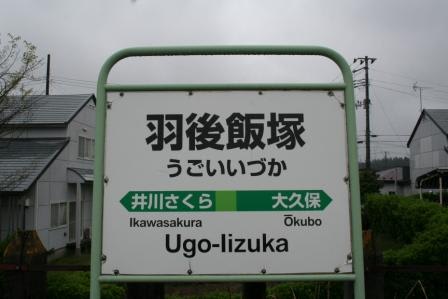 羽後飯塚
うごいいづか
井川さくら 大久保
Ikawasakura Ōkubo
Ugo-Iizuka